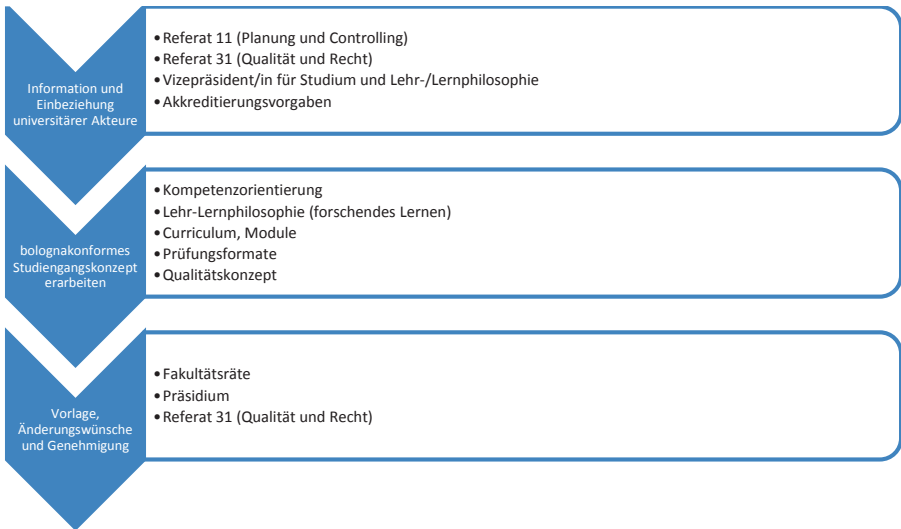 Information und
Einbeziehung
universitärer Akteure
•Referat 11 (Planung und Controlling)
•Referat 31 (Qualität und Recht)
•Vizepräsident/in für Studium und Lehr-/Lernphilosophie
•Akkreditierungsvorgaben
bolognakonformes
Studiengangskonzept
erarbeiten
•Kompetenzorientierung
•Lehr-Lernphilosophie (forschendes Lernen)
•Curriculum, Module
•Prüfungsformate
•Qualitätskonzept
Vorlage,
Änderungswünsche
und Genehmigung
•Fakultätsräte
•Präsidium
•Referat 31 (Qualität und Recht)